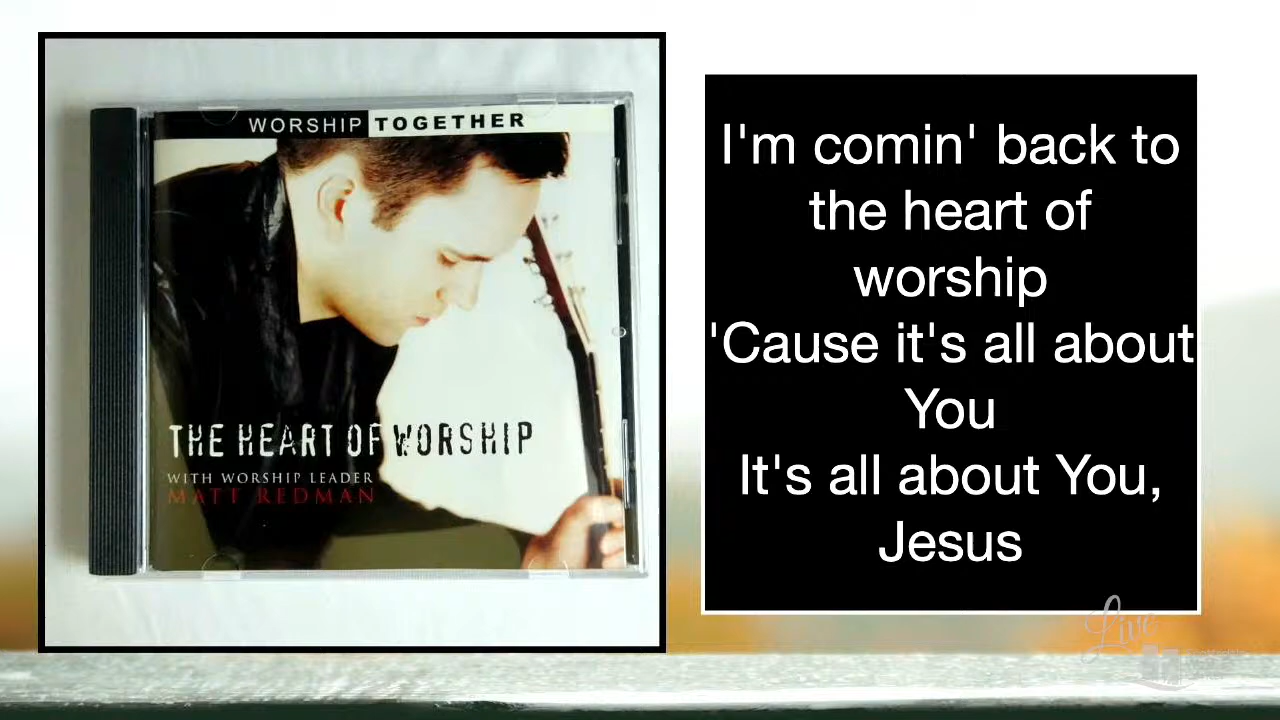 WORSHIP TOGETHER
THE HEART OF WORSHIP
WITH WORSHIP LEADER
MATT REDMAN
I'm comin' back to
the heart of
worship
'Cause it's all about
You
It's all about You,
Jesus
Live